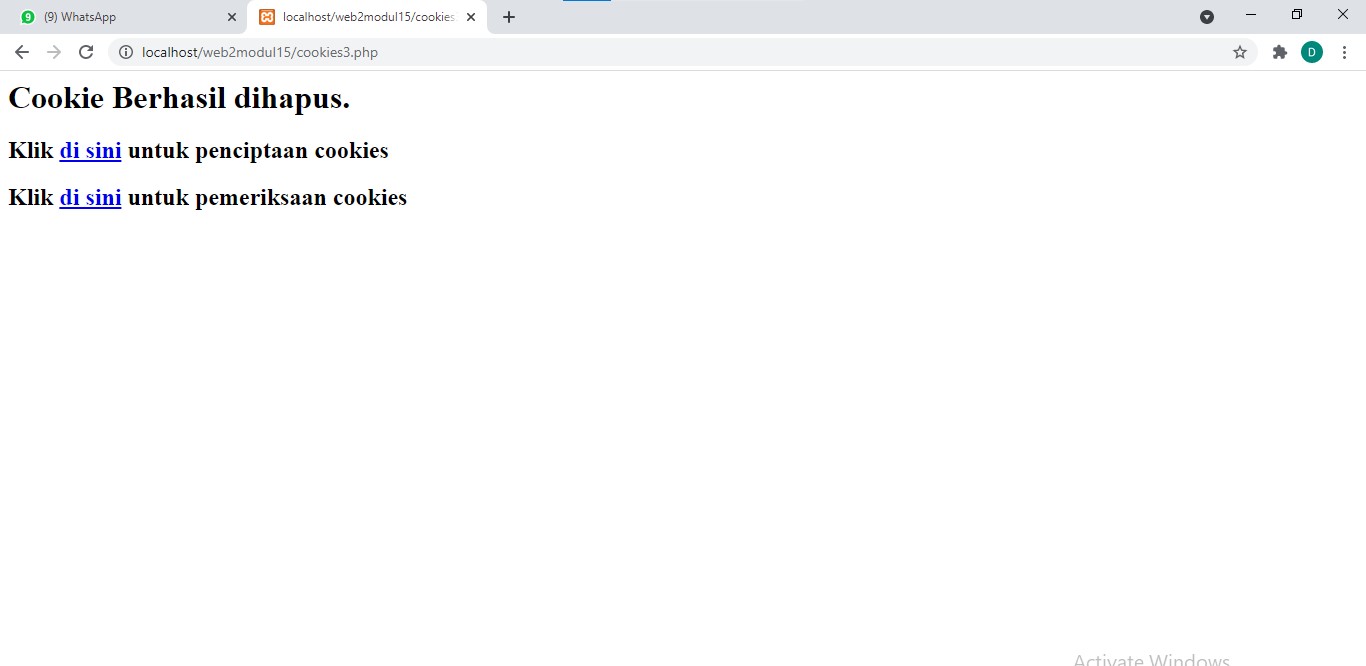 9 (9) WhatsApp
localhost/web2modul15/cookies
localhost/web2modul15/cookies3.php
D
Cookie Berhasil dihapus.
Klik di sini untuk penciptaan cookies
Klik di sini untuk pemeriksaan cookies
Activate Windows